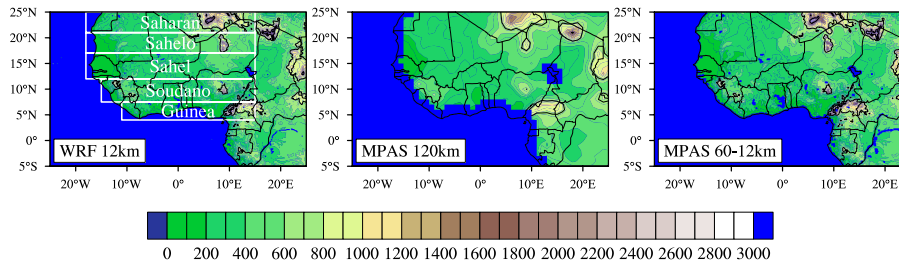 25°N
20°N
15°N
10°N
5°N
0°
5°S
Saharan
Sahelo
Sahel
Soudano
Guinea
WRF 12km
20°W 10°W 0° 10°E 20°E
25°N
20°N
15°N
10°N
5°N
0°
5°S
MPAS 120km
20°W 10°W 0° 10°E 20°E
25°N
20°N
15°N
10°N
5°N
0°
5°S
MPAS 60-12km
20°W 10°W 0° 10°E 20°E
0 200 400 600 800 1000 1200 1400 1600 1800 2000 2200 2400 2600 2800 3000